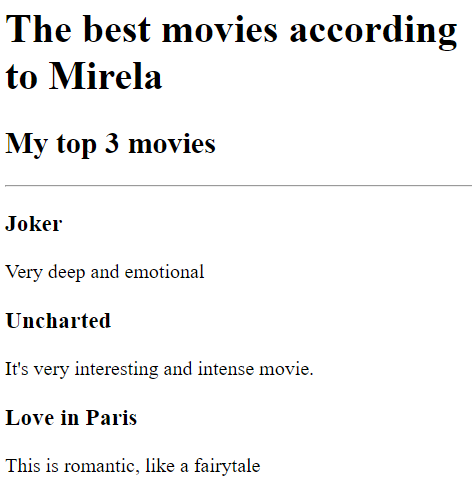 The best movies according
to Mirela
My top 3 movies
Joker
Very deep and emotional
Uncharted
It's very interesting and intense movie.
Love in Paris
This is romantic, like a fairytale